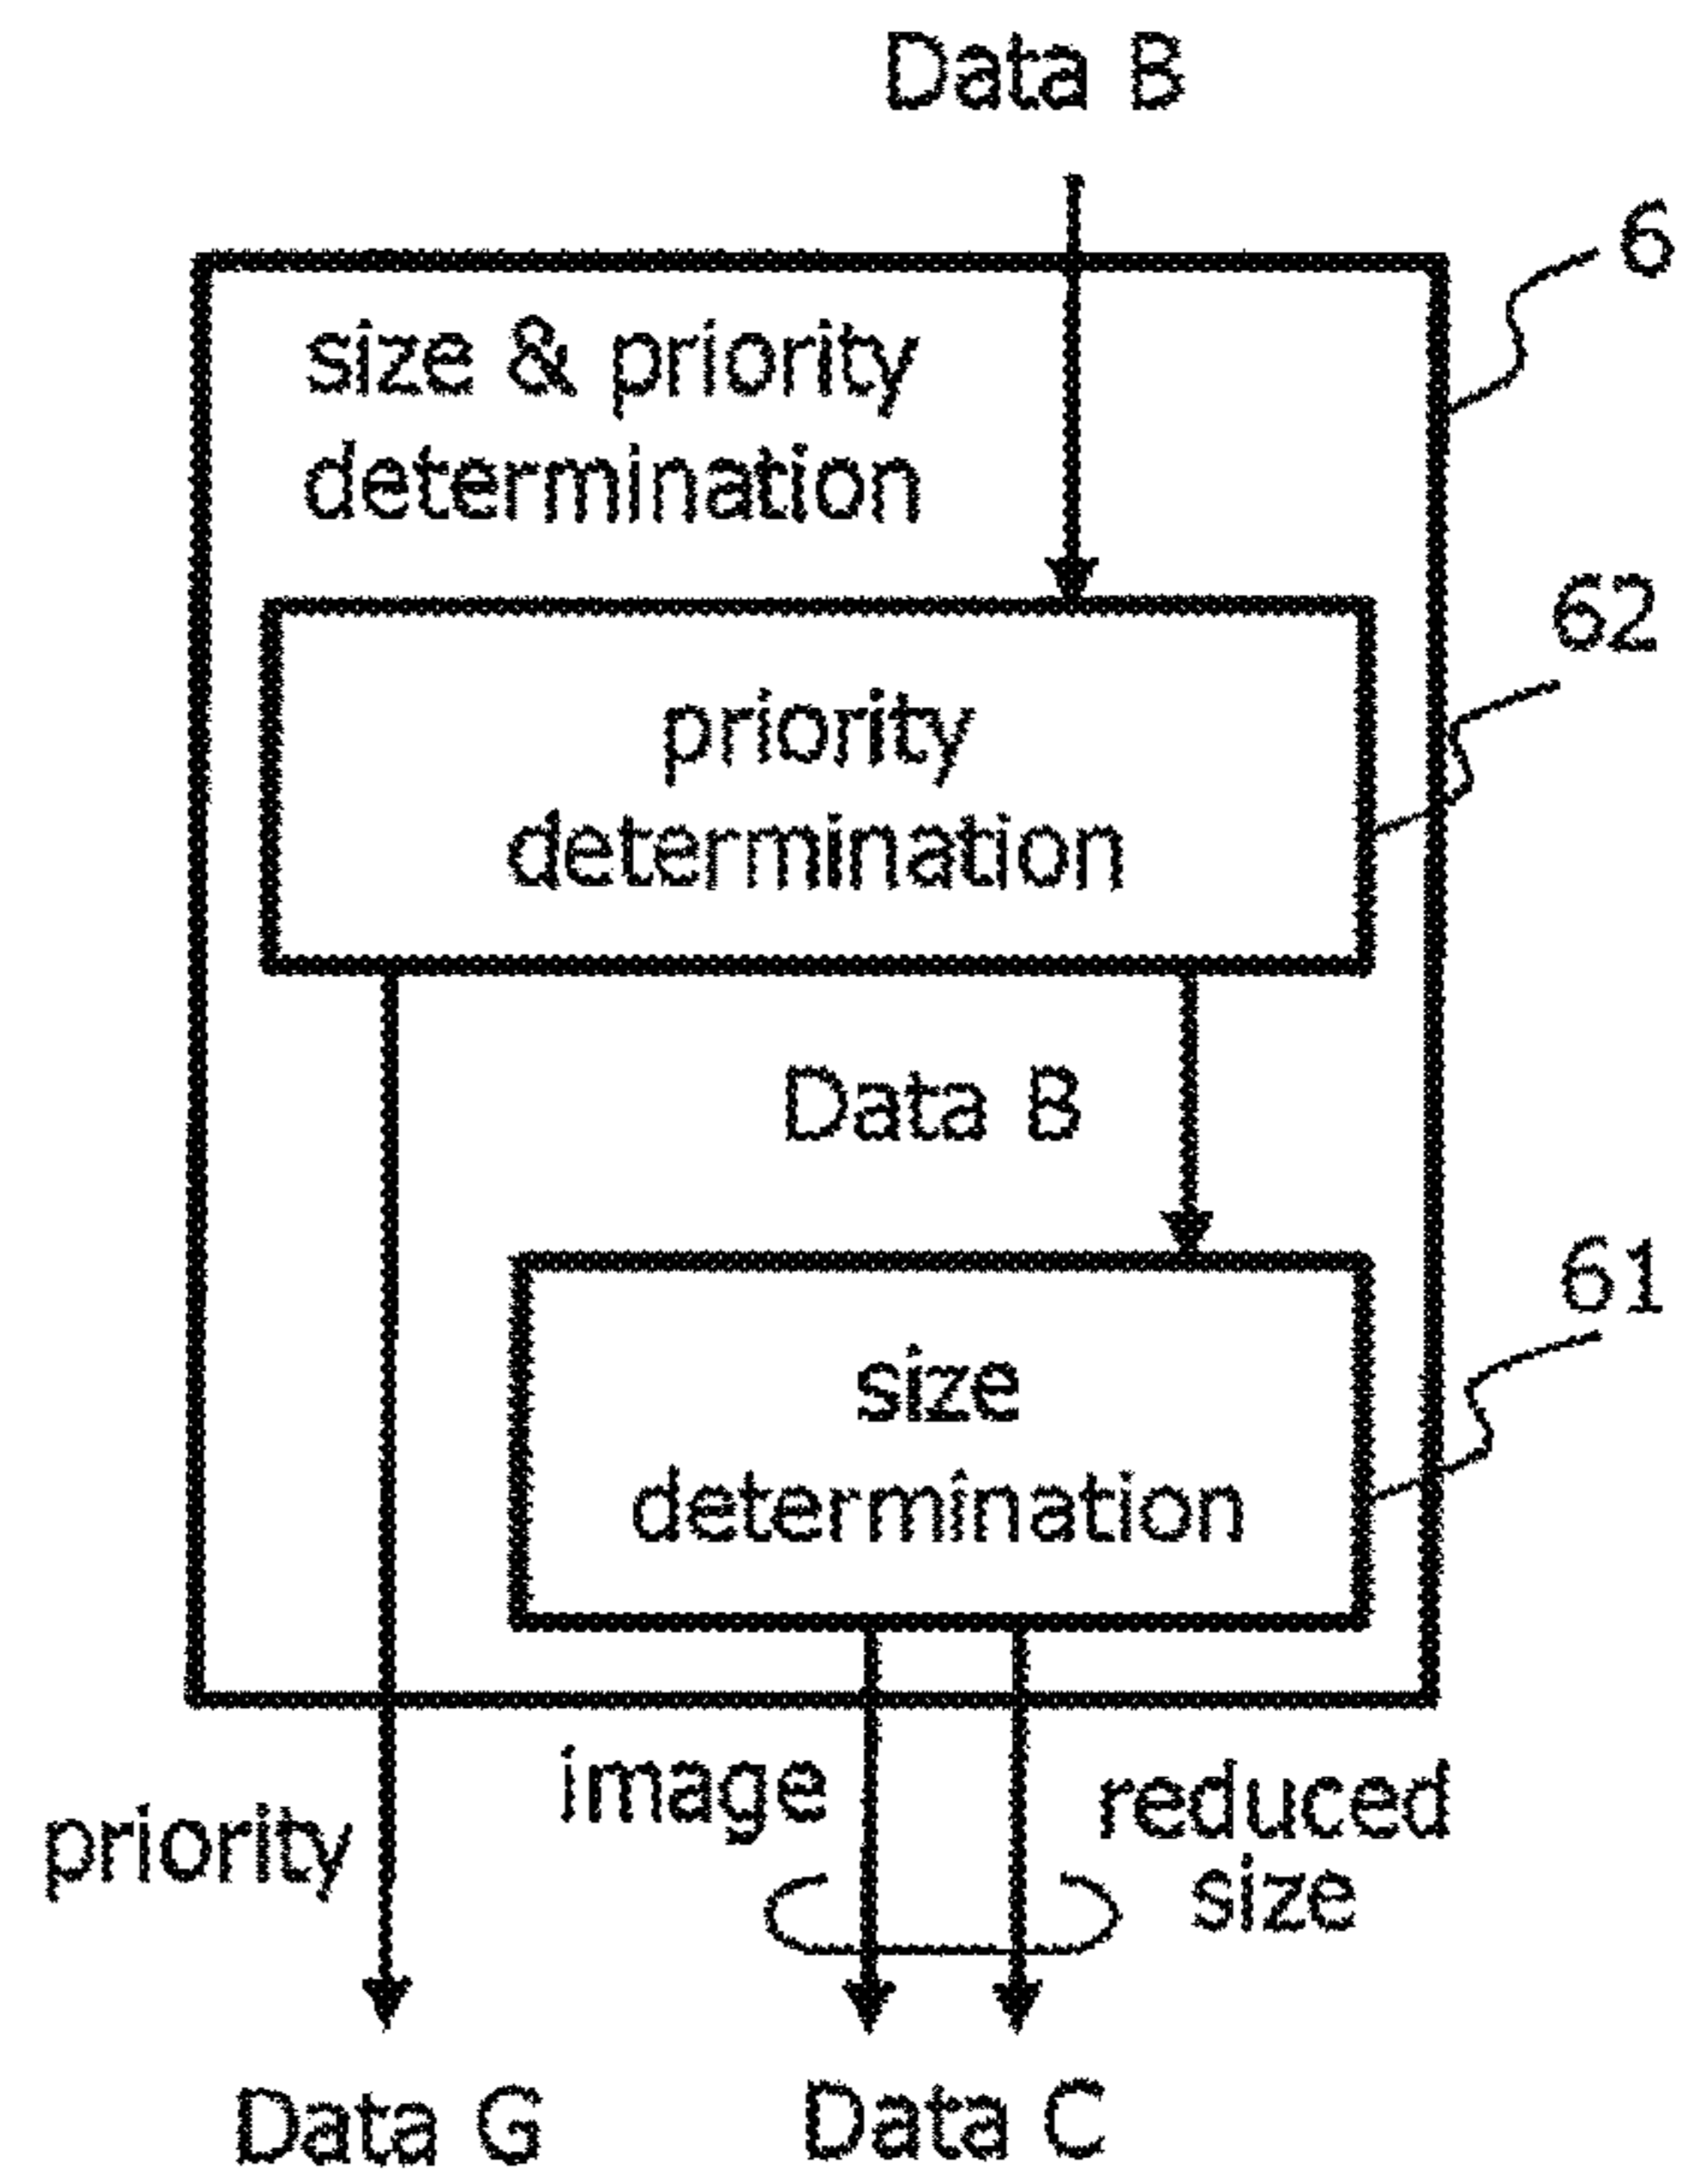 Data B
6
size & priority
determination
62
priority
determination
Data B
61
size
determination
image
reduced
size
priority
Data G
Data C